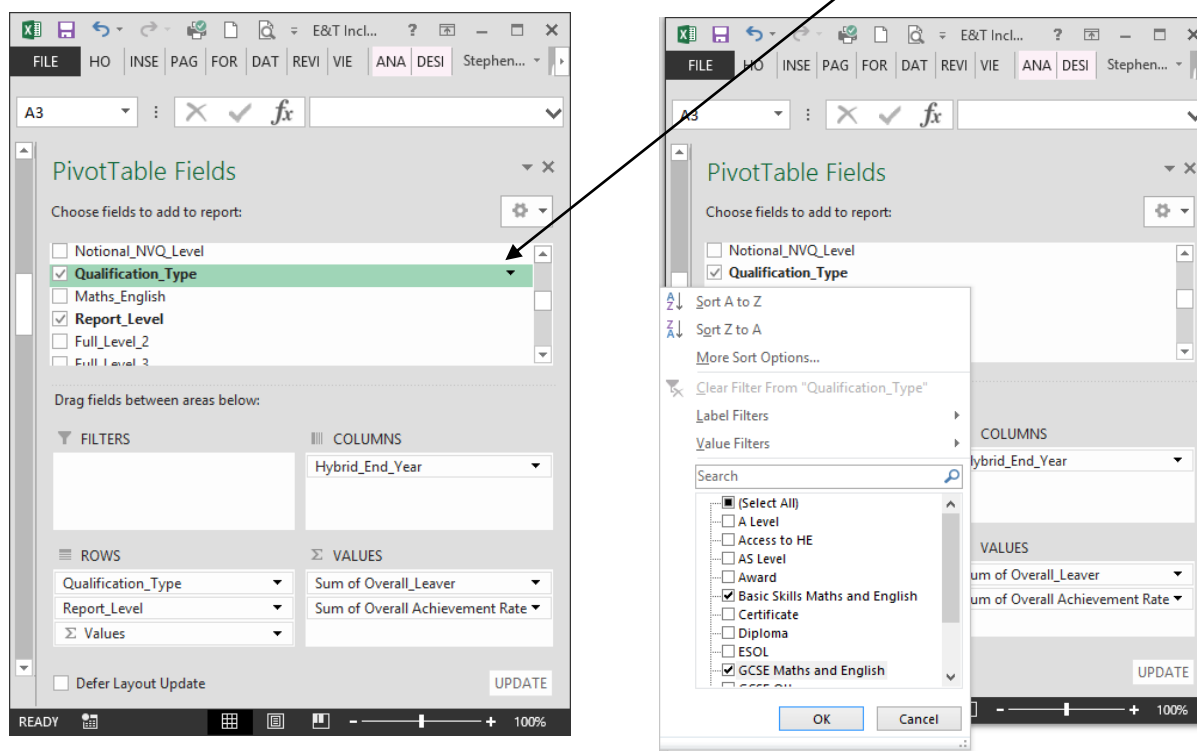 E&T Incl... ?
FILE HO INSE PAG FOR DAT REVI VIE ANA DESI Stephen...
A3 : fx
PivotTable Fields
Choose fields to add to report:
Notional_NVQ_Level
Qualification_Type
Maths_English
Report_Level
Full_Level_2
Full_Level_3
Drag fields between areas below:
FILTERS
COLUMNS
Hybrid_End_Year
ROWS
Σ VALUES
Qualification_Type
Sum of Overall_Leaver
Report_Level
Sum of Overall Achievement Rate
Σ Values
Defer Layout Update
UPDATE
READY
- + 100%
E&T Incl... ?
FILE HO INSE PAG FOR DAT REVI VIE ANA DESI Stephen...
A3 : fx
PivotTable Fields
Choose fields to add to report:
Notional_NVQ_Level
Qualification_Type
Sort A to Z
Sort Z to A
More Sort Options...
Clear Filter From "Qualification_Type"
Label Filters
Value Filters
Search
(Select All)
A Level
Access to HE
AS Level
Award
Basic Skills Maths and English
Certificate
Diploma
ESOL
GCSE Maths and English
OK Cancel
COLUMNS
lybrid_End_Year
VALUES
um of Overall_Leaver
um of Overall Achievement Rate
UPDATE
- + 100%